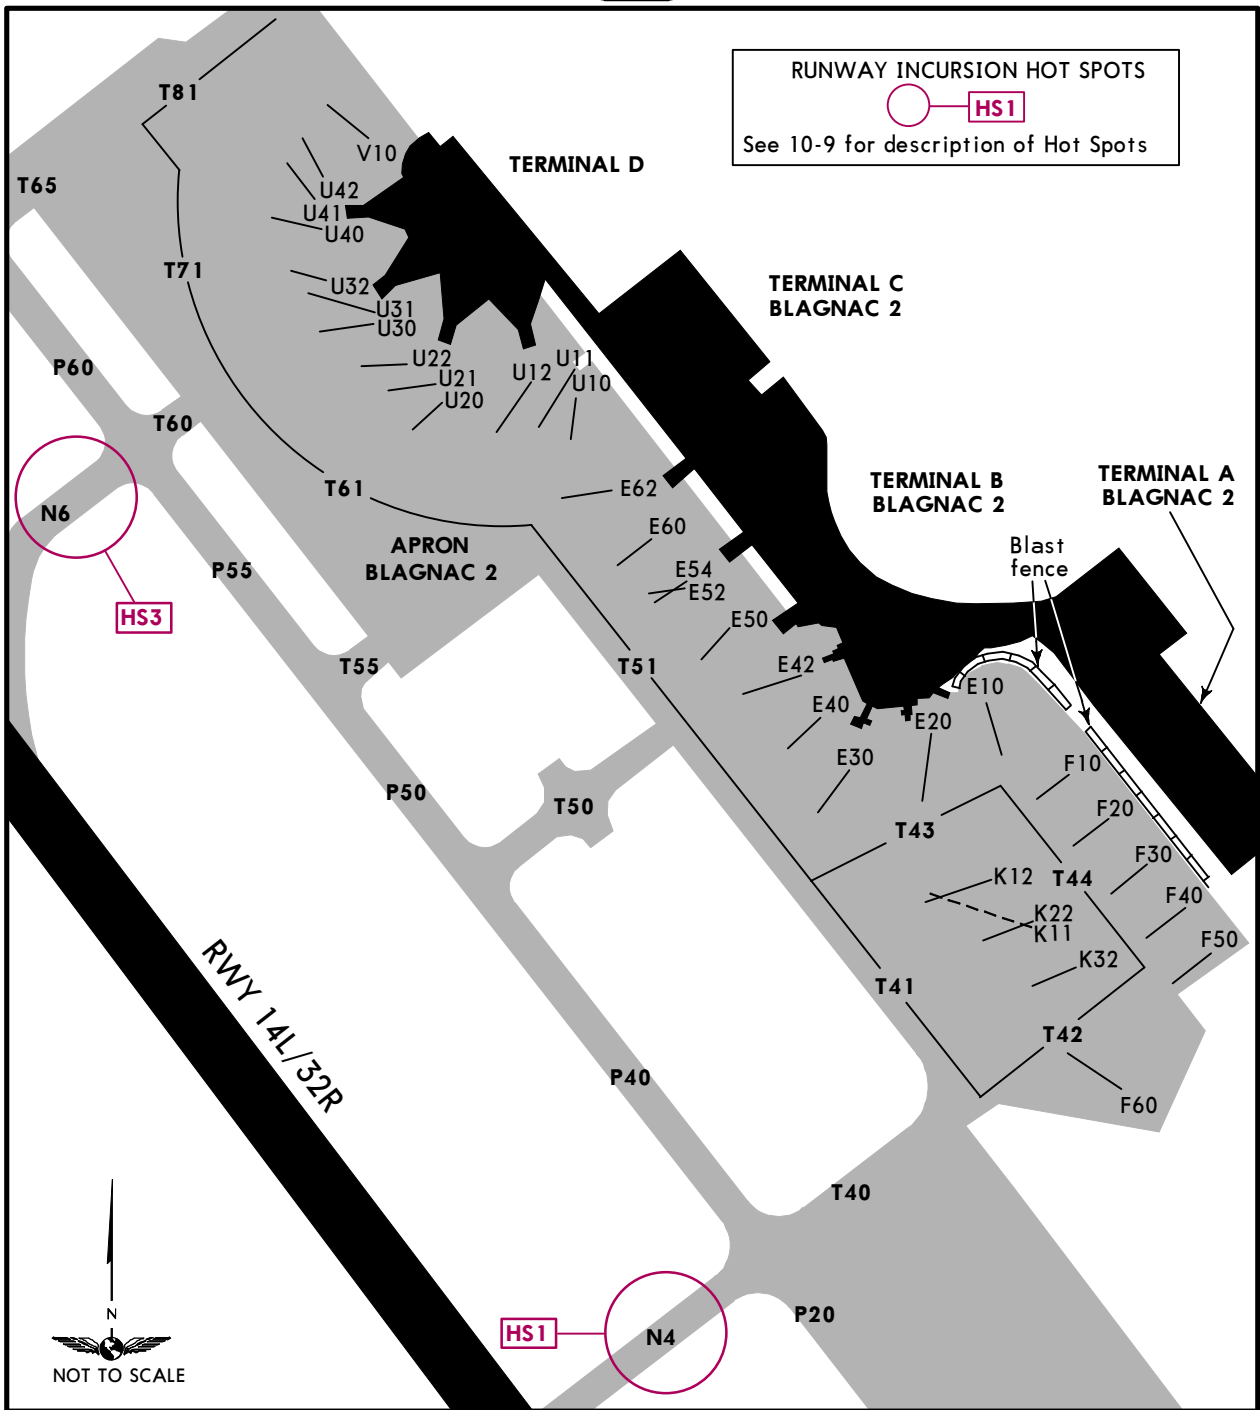 RUNWAY INCURSION HOT SPOTS
HS1
See 10-9 for description of Hot Spots
T81
V10
TERMINAL D
T65
U42
U41
U40
T71
U32
U31
U30
TERMINAL C
BLAGNAC 2
P60
U22
U21
U20
U12
U11
U10
T60
T61
E62
TERMINAL B
BLAGNAC 2
TERMINAL A
BLAGNAC 2
N6
E60
APRON
BLAGNAC 2
Blast
fence
P55
E54
E52
HS3
E50
T55
T51
E42
E10
E40
E20
E30
F10
P50
T50
T43
F20
F30
K12
T44
F40
K22
K11
F50
K32
RWY 14L/32R
T41
T42
P40
F60
T40
P20
HS1
N4
N
NOT TO SCALE